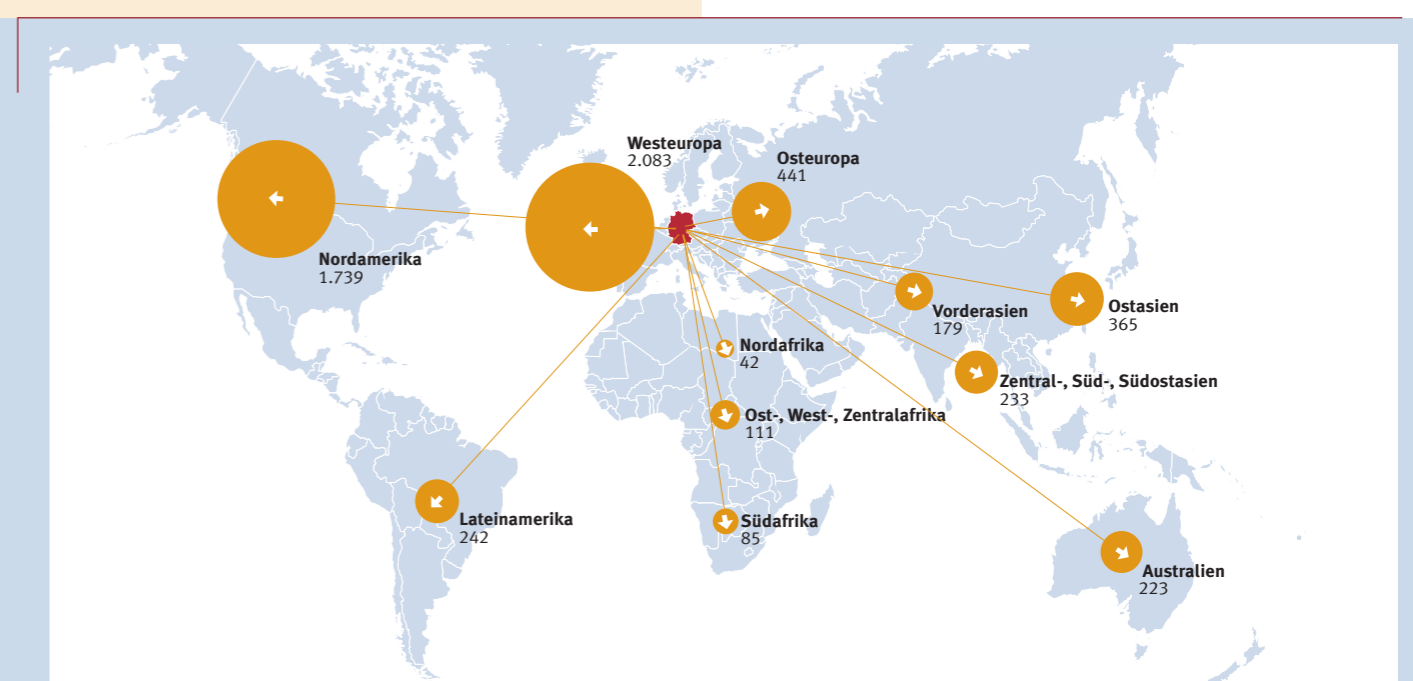 Westeuropa
2.083
Osteuropa
441
Nordamerika
1.739
Vorderasien
179
Ostasien
365
Nordafrika
42
Zentral-, Süd-, Südostasien
233
Ost-, West-, Zentralafrika
111
Lateinamerika
242
Südafrika
85
Australien
223